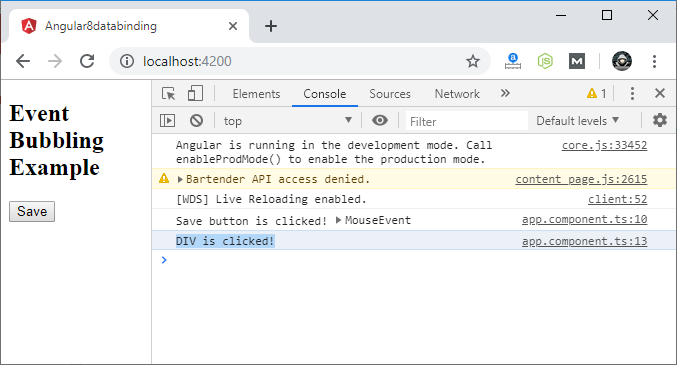 Angular8databinding
localhost:4200
Elements Console Sources Network » 1
top Filter Default levels
Event
Bubbling
Example
Save
Angular is running in the development mode. Call core.js:33452
enableProdMode() to enable the production mode.
Bartender API access denied. content_page.js:2615
[WDS] Live Reloading enabled. client:52
Save button is clicked! MouseEvent app.component.ts:10
DIV is clicked! app.component.ts:13